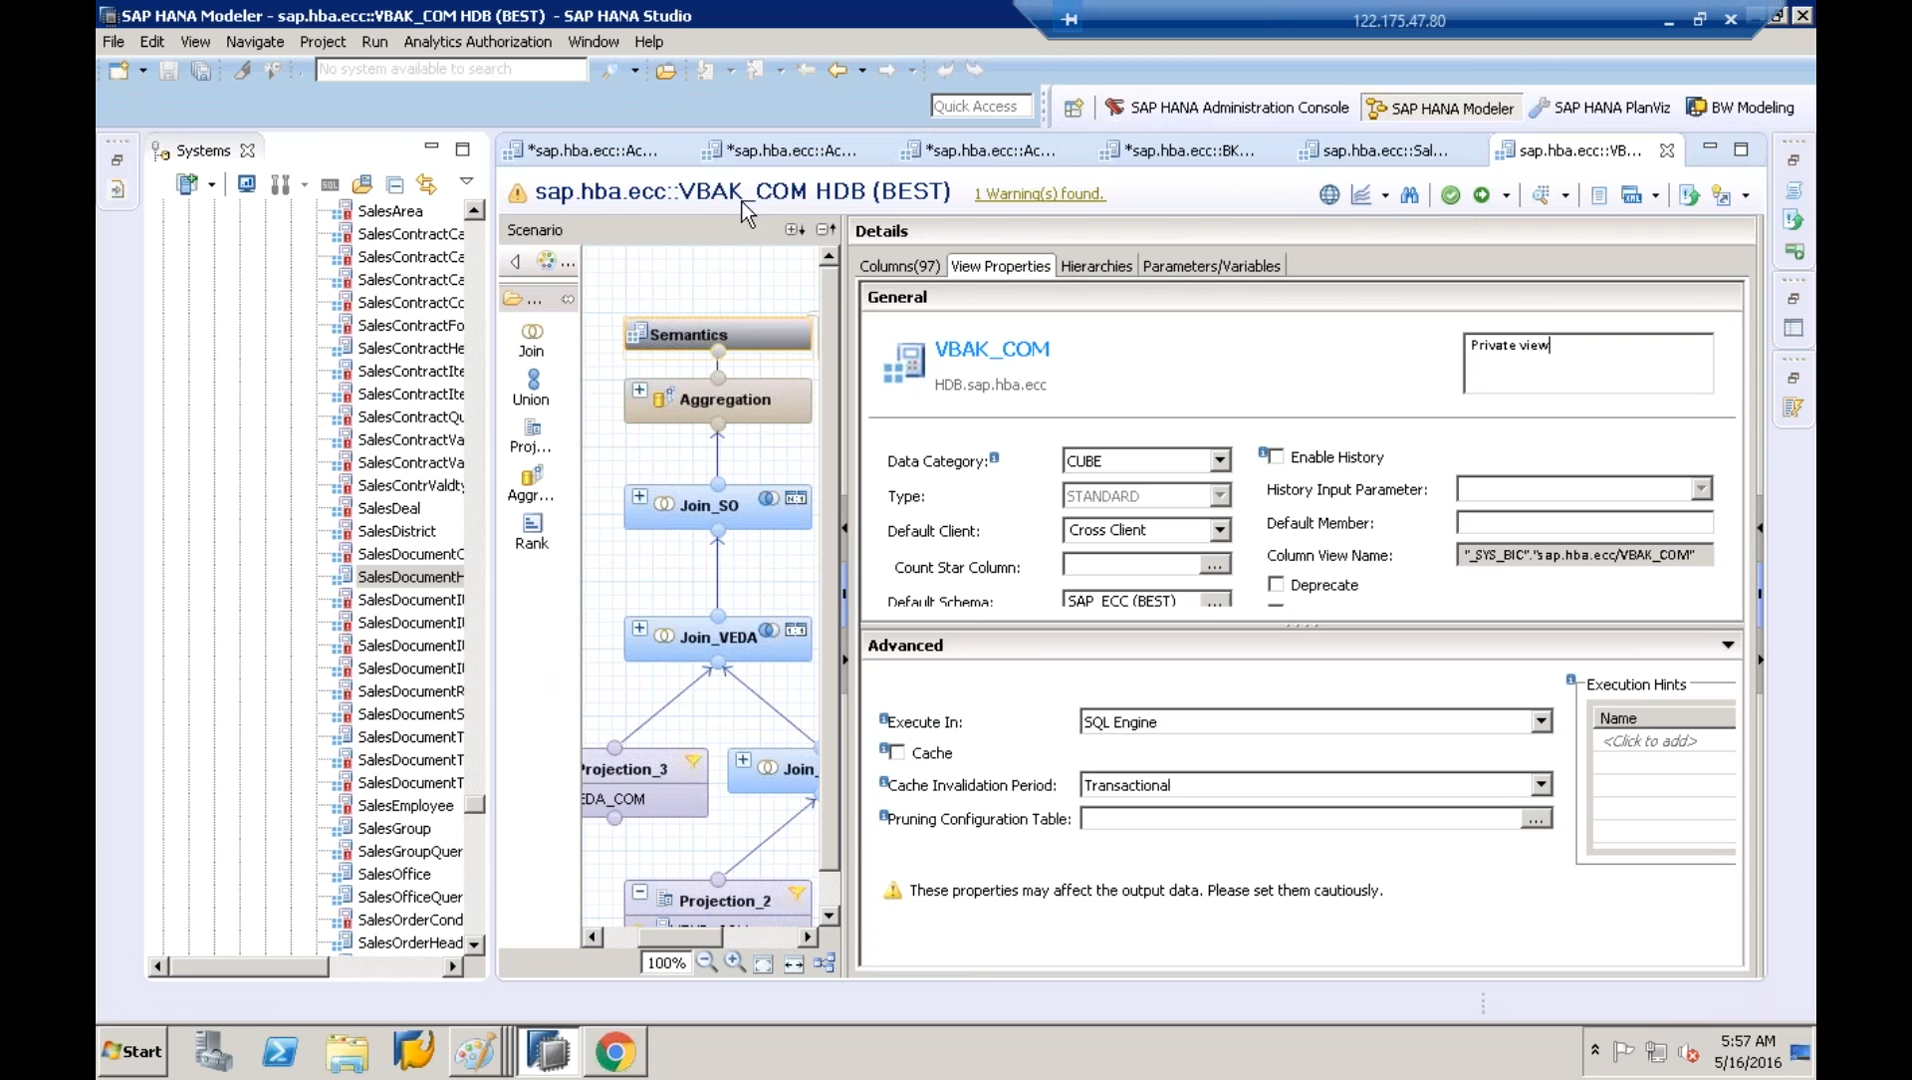 SAP HANA Modeler - sap.hba.ecc::VBAK_COM HDB (BEST) - SAP HANA Studio
122.175.47.80
File Edit View Navigate Project Run Analytics Authorization Window Help
No system available to search
Quick Access
SAP HANA Administration Console
SAP HANA Modeler
SAP HANA PlanViz
BW Modeling
Systems
*sap.hba.ecc::Ac...
*sap.hba.ecc::Ac...
*sap.hba.ecc::Ac...
*sap.hba.ecc::BK...
sap.hba.ecc::Sal...
sap.hba.ecc::VB...
SQL
sap.hba.ecc::VBAK_COM HDB (BEST)
1 Warning(s) found.
SalesArea
SalesContractCa
SalesContractCa
SalesContractCa
SalesContractCo
SalesContractFo
SalesContractHe
SalesContractIte
SalesContractIte
SalesContractQu
SalesContractVa
SalesContractVa
SalesContrValdty
SalesDeal
SalesDistrict
SalesDocumentC
SalesDocumentH
SalesDocumentI
SalesDocumentI
SalesDocumentI
SalesDocumentI
SalesDocumentR
SalesDocumentS
SalesDocumentT
SalesDocumentT
SalesDocumentT
SalesEmployee
SalesGroup
SalesGroupQuer
SalesOffice
SalesOfficeQuer
SalesOrderCond
SalesOrderHead
Scenario
...
...
Join
Union
Proj...
Aggr...
Rank
Semantics
Aggregation
Join_SO
N:1
Join_VEDA
1:1
Projection_3
EDA_COM
Join_
Projection_2
100%
Details
Columns(97)
View Properties
Hierarchies
Parameters/Variables
General
VBAK_COM
HDB.sap.hba.ecc
Private view
Data Category:
CUBE
Type:
STANDARD
Default Client:
Cross Client
Count Star Column:
...
Default Schema:
SAP_ECC (BEST)
...
Enable History
History Input Parameter:
Default Member:
Column View Name:
"_SYS_BIC"."sap.hba.ecc/VBAK_COM"
Deprecate
Advanced
Execute In:
SQL Engine
Cache
Cache Invalidation Period:
Transactional
Pruning Configuration Table:
...
Execution Hints
Name
<Click to add>
These properties may affect the output data. Please set them cautiously.
Start
5:57 AM
5/16/2016